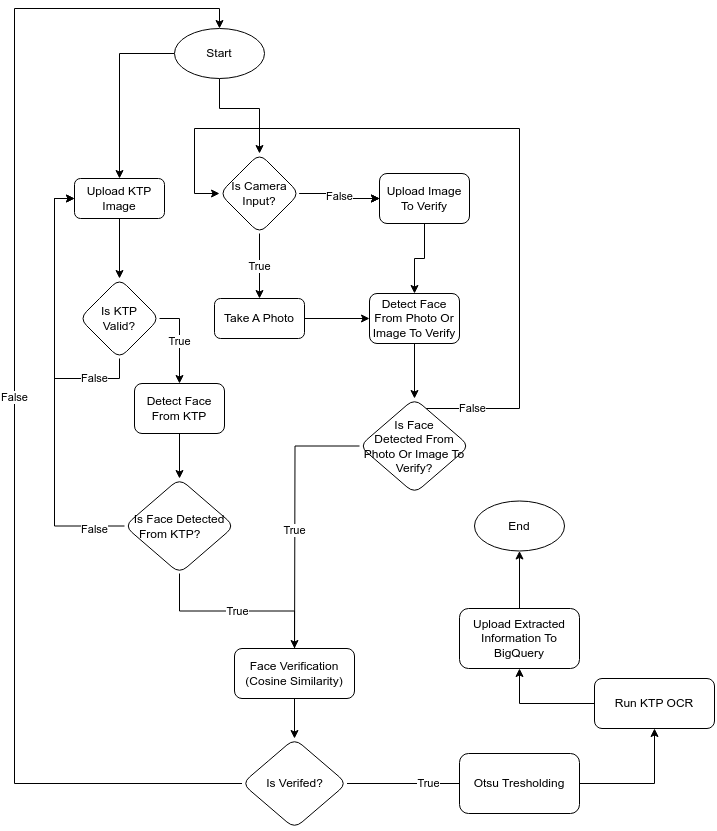 Start
Upload KTP
Image
Is Camera
Input?
False
Upload Image
To Verify
True
Is KTP
Valid?
Take A Photo
Detect Face
From Photo Or
Image To Verify
True
False
False
Detect Face
From KTP
False
Is Face
Detected From
Photo Or Image To
Verify?
Is Face Detected
From KTP?
False
True
End
True
Upload Extracted
Information To
BigQuery
Face Verification
(Cosine Similarity)
Run KTP OCR
Is Verifed?
True
Otsu Tresholding